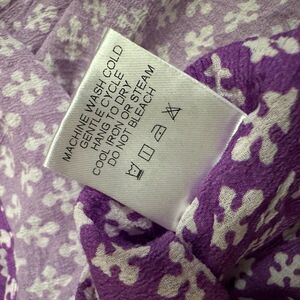 MACHINE WASH COLD
GENTLE CYCLE
HANG TO DRY
COOL IRON OR STEAM
DO NOT BLEACH